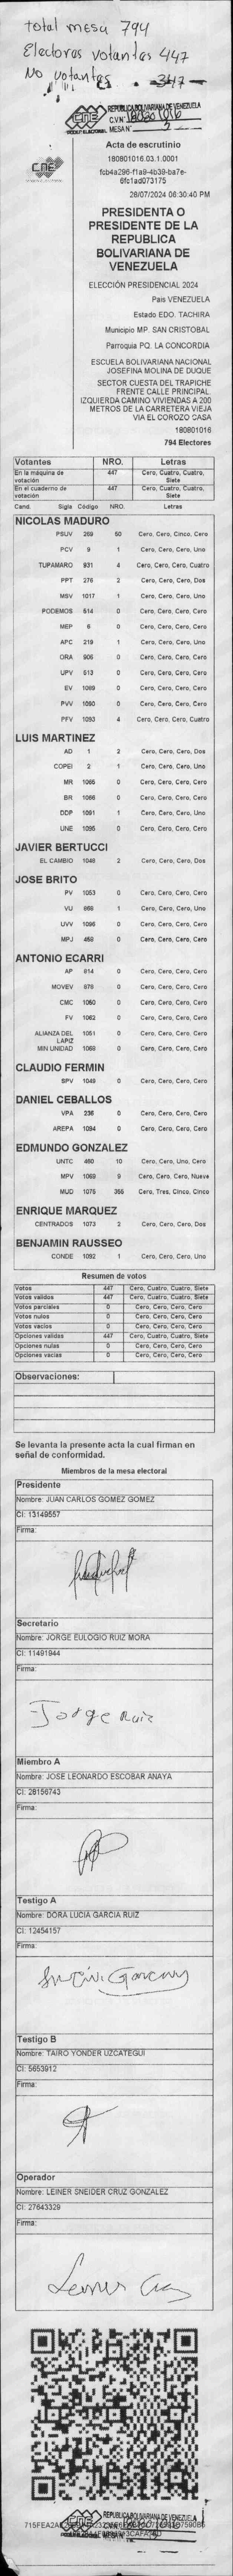 total mesa 794
Electores votantes 447
No votantes 347
REPUBLICA BOLIVARIANA DE VENEZUELA
CNE
C.V Nº 180801016
PODER ELECTORAL MESA Nº 2
Acta de escrutinio
180801016.03.1.0001
fcb4a296-f1a9-4b39-ba7e-
6fc1ad073175
28/07/2024 06:30:40 PM
PRESIDENTA O
PRESIDENTE DE LA
REPUBLICA
BOLIVARIANA DE
VENEZUELA
ELECCIÓN PRESIDENCIAL 2024
Pais VENEZUELA
Estado EDO. TACHIRA
Municipio MP. SAN CRISTOBAL
Parroquia PQ. LA CONCORDIA
ESCUELA BOLIVARIANA NACIONAL
JOSEFINA MOLINA DE DUQUE
SECTOR CUESTA DEL TRAPICHE
FRENTE CALLE PRINCIPAL.
IZQUIERDA CAMINO VIVIENDAS A 200
METROS DE LA CARRETERA VIEJA
VIA EL COROZO CASA
180801016
794 Electores
Votantes NRO. Letras
En la máquina de votación 447 Cero, Cuatro, Cuatro, Siete
En el cuaderno de votación 447 Cero, Cuatro, Cuatro, Siete
Cand. Sigla Código NRO. Letras
NICOLAS MADURO
PSUV 269 50 Cero, Cero, Cinco, Cero
PCV 9 1 Cero, Cero, Cero, Uno
TUPAMARO 931 4 Cero, Cero, Cero, Cuatro
PPT 276 2 Cero, Cero, Cero, Dos
MSV 1017 1 Cero, Cero, Cero, Uno
PODEMOS 514 0 Cero, Cero, Cero, Cero
MEP 6 0 Cero, Cero, Cero, Cero
APC 219 1 Cero, Cero, Cero, Uno
ORA 906 0 Cero, Cero, Cero, Cero
UPV 513 0 Cero, Cero, Cero, Cero
EV 1089 0 Cero, Cero, Cero, Cero
PVV 1090 0 Cero, Cero, Cero, Cero
PFV 1093 4 Cero, Cero, Cero, Cuatro
LUIS MARTINEZ
AD 1 2 Cero, Cero, Cero, Dos
COPEI 2 1 Cero, Cero, Cero, Uno
MR 1065 0 Cero, Cero, Cero, Cero
BR 1066 0 Cero, Cero, Cero, Cero
DDP 1091 1 Cero, Cero, Cero, Uno
UNE 1095 0 Cero, Cero, Cero, Cero
JAVIER BERTUCCI
EL CAMBIO 1048 2 Cero, Cero, Cero, Dos
JOSE BRITO
PV 1053 0 Cero, Cero, Cero, Cero
VU 868 1 Cero, Cero, Cero, Uno
UVV 1096 0 Cero, Cero, Cero, Cero
MPJ 458 0 Cero, Cero, Cero, Cero
ANTONIO ECARRI
AP 814 0 Cero, Cero, Cero, Cero
MOVEV 879 0 Cero, Cero, Cero, Cero
CMC 1060 0 Cero, Cero, Cero, Cero
FV 1062 0 Cero, Cero, Cero, Cero
ALIANZA DEL LAPIZ 1051 0 Cero, Cero, Cero, Cero
MIN UNIDAD 1068 0 Cero, Cero, Cero, Cero
CLAUDIO FERMIN
SPV 1049 0 Cero, Cero, Cero, Cero
DANIEL CEBALLOS
VPA 236 0 Cero, Cero, Cero, Cero
AREPA 1094 0 Cero, Cero, Cero, Cero
EDMUNDO GONZALEZ
UNTC 460 10 Cero, Cero, Uno, Cero
MPV 1069 9 Cero, Cero, Cero, Nueve
MUD 1075 355 Cero, Tres, Cinco, Cinco
ENRIQUE MARQUEZ
CENTRADOS 1073 2 Cero, Cero, Cero, Dos
BENJAMIN RAUSSEO
CONDE 1092 1 Cero, Cero, Cero, Uno
Resumen de votos
Votos 447 Cero, Cuatro, Cuatro, Siete
Votos validos 447 Cero, Cuatro, Cuatro, Siete
Votos parciales 0 Cero, Cero, Cero, Cero
Votos nulos 0 Cero, Cero, Cero, Cero
Votos vacios 0 Cero, Cero, Cero, Cero
Opciones validas 447 Cero, Cuatro, Cuatro, Siete
Opciones nulas 0 Cero, Cero, Cero, Cero
Opciones vacias 0 Cero, Cero, Cero, Cero
Observaciones:
Se levanta la presente acta la cual firman en
señal de conformidad.
Miembros de la mesa electoral
Presidente
Nombre: JUAN CARLOS GOMEZ GOMEZ
CI: 13149557
Firma:
Secretario
Nombre: JORGE EULOGIO RUIZ MORA
CI: 11491944
Firma:
Jorge Ruiz
Miembro A
Nombre: JOSE LEONARDO ESCOBAR ANAYA
CI: 28156743
Firma:
Testigo A
Nombre: DORA LUCIA GARCIA RUIZ
CI: 12454157
Firma:
Testigo B
Nombre: TAIRO YONDER UZCATEGUI
CI: 5653912
Firma:
Operador
Nombre: LEINER SNEIDER CRUZ GONZALEZ
CI: 27643329
Firma:
REPUBLICA BOLIVARIANA DE VENEZUELA